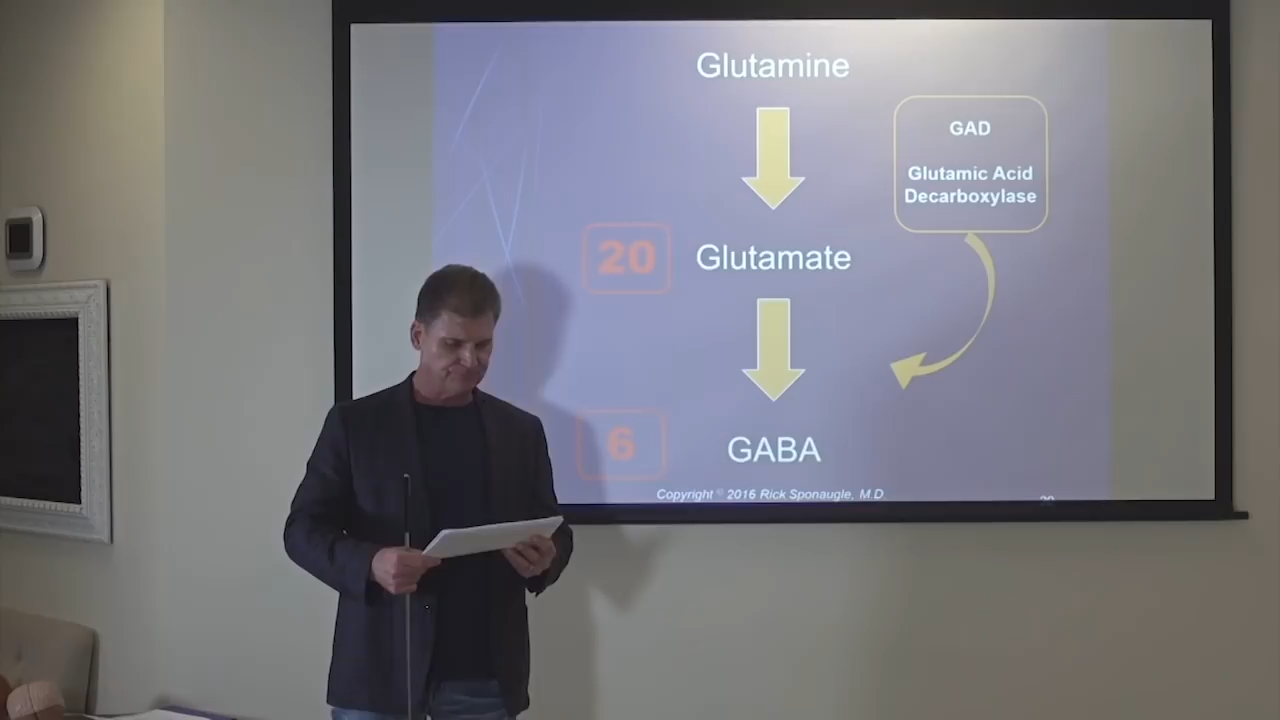 Glutamine
GAD
Glutamic Acid
Decarboxylase
20
Glutamate
6
GABA
Copyright © 2016 Rick Sponaugle, M.D